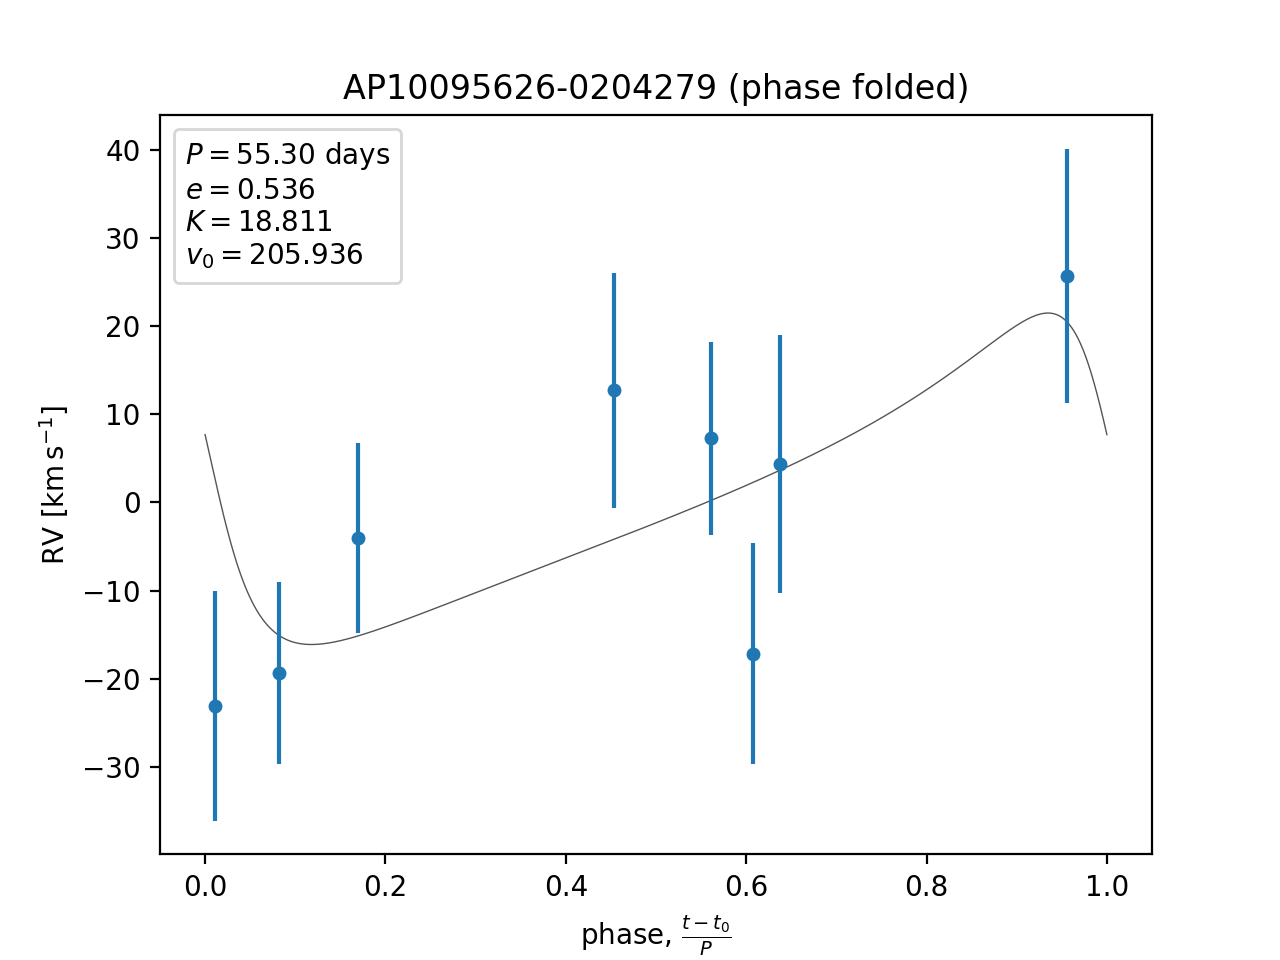 AP10095626-0204279 (phase folded)
P = 55.30 days
e = 0.536
K = 18.811
v₀ = 205.936
40
30
20
10
0
−10
−20
−30
RV [km s⁻¹]
0.0 0.2 0.4 0.6 0.8 1.0
phase, (t − t₀)/P